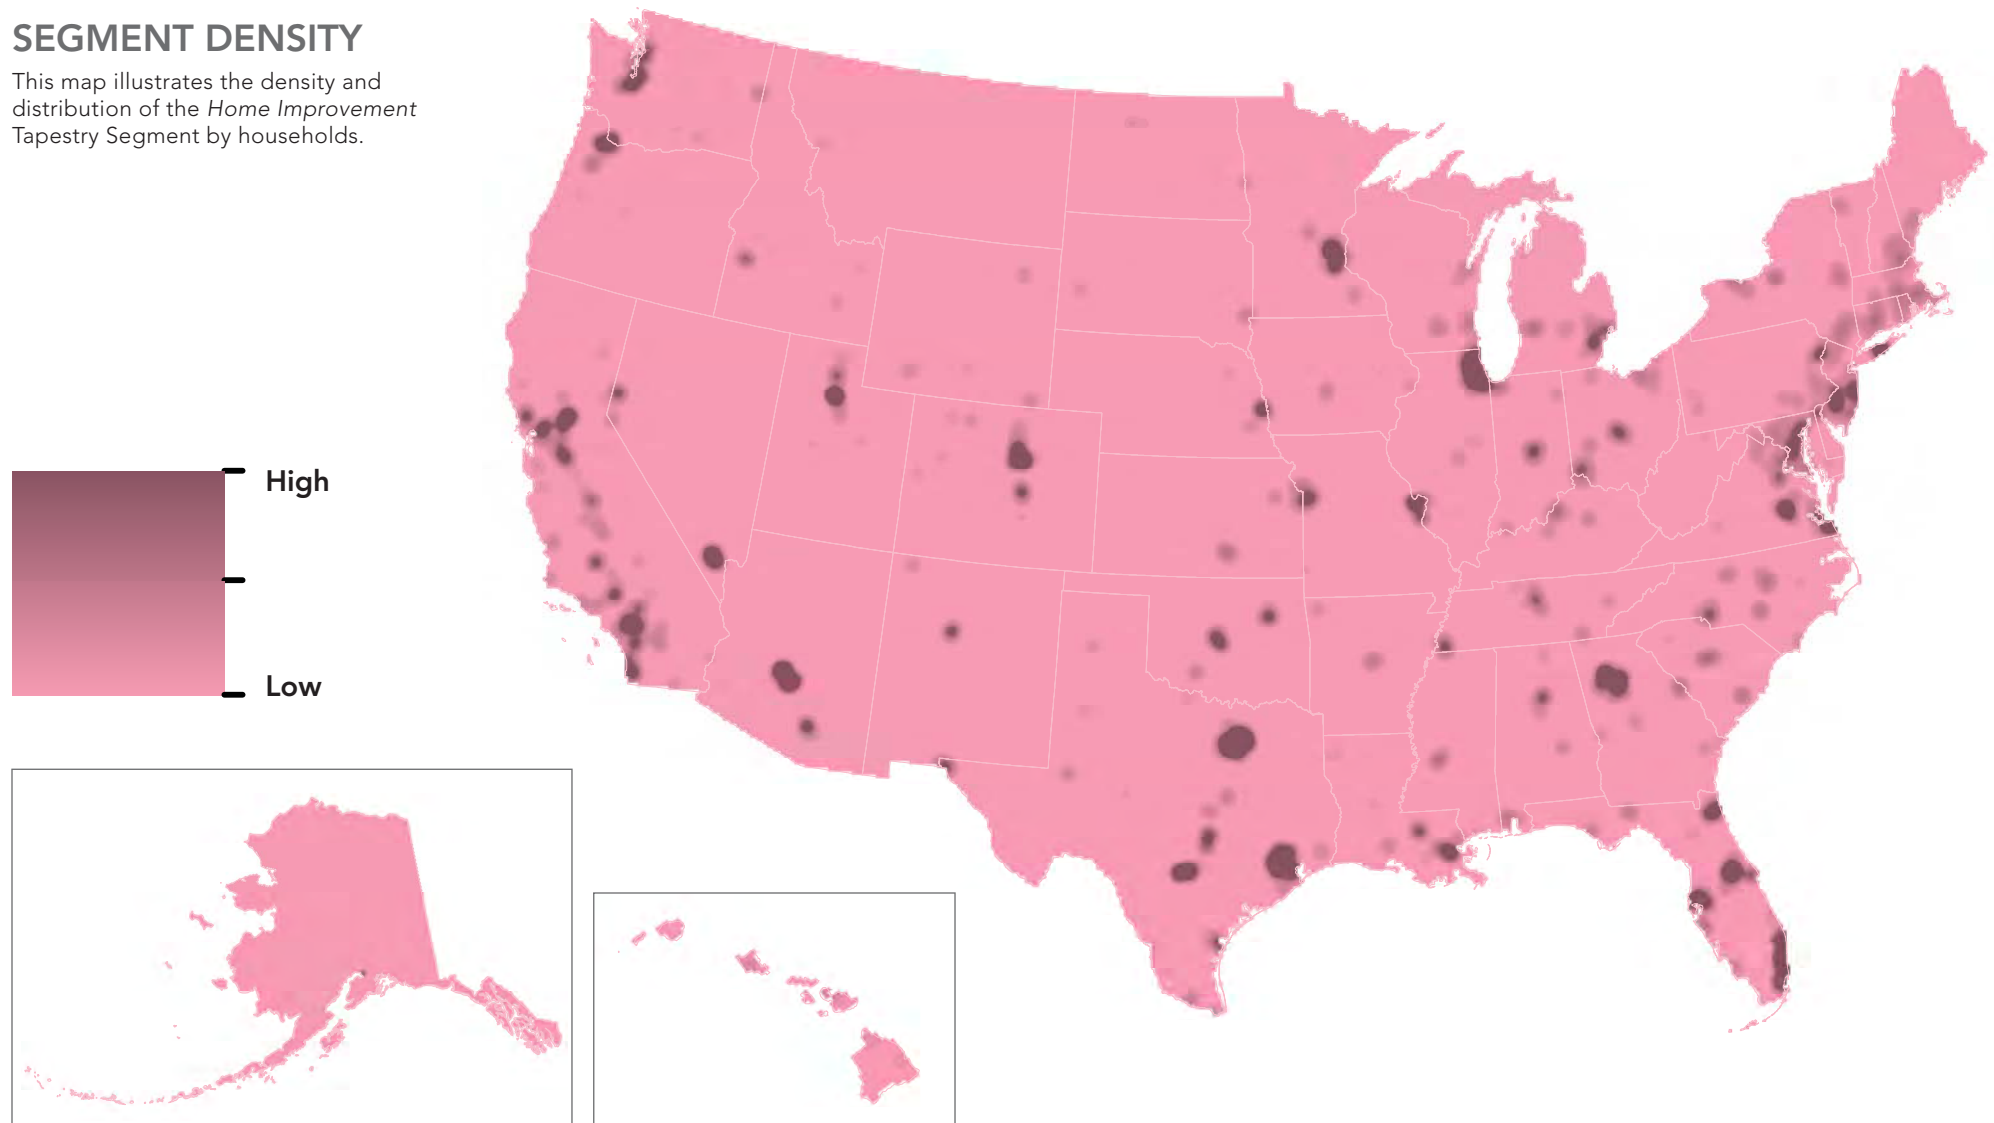 SEGMENT DENSITY
This map illustrates the density and
distribution of the Home Improvement
Tapestry Segment by households.
High
Low